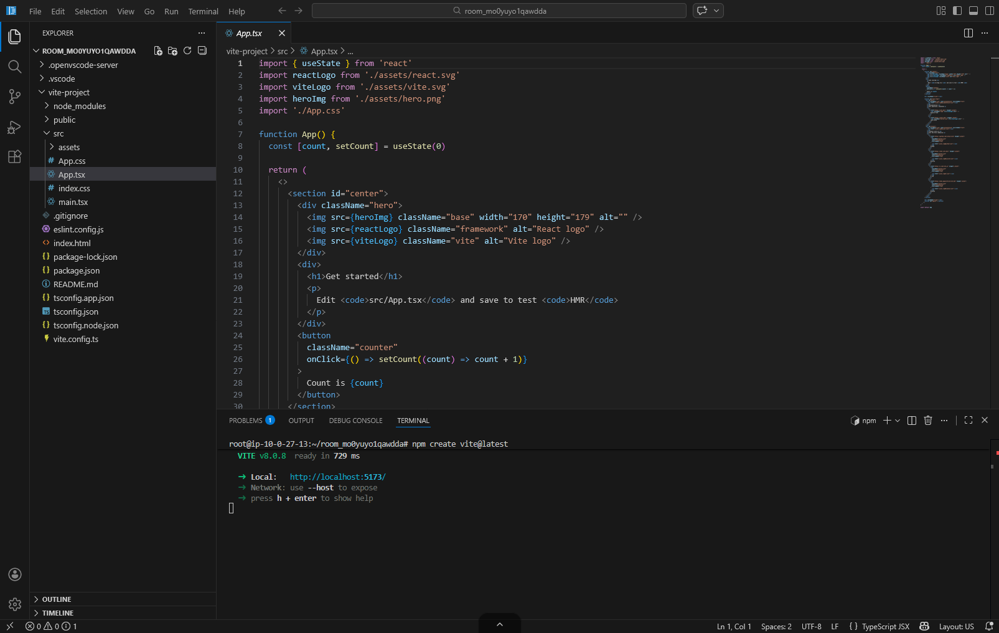 File Edit Selection View Go Run Terminal Help
room_mo0yuyo1qawdda
EXPLORER
ROOM_MO0YUYO1QAWDDA
.openvscode-server
.vscode
vite-project
node_modules
public
src
assets
App.css
App.tsx
index.css
main.tsx
.gitignore
eslint.config.js
index.html
package-lock.json
package.json
README.md
tsconfig.app.json
tsconfig.json
tsconfig.node.json
vite.config.ts
OUTLINE
TIMELINE
App.tsx
vite-project > src > App.tsx > ...
1 import { useState } from 'react'
2 import reactLogo from './assets/react.svg'
3 import viteLogo from './assets/vite.svg'
4 import heroImg from './assets/hero.png'
5 import './App.css'
6
7 function App() {
8 const [count, setCount] = useState(0)
9
10 return (
11 <>
12 <section id="center">
13 <div className="hero">
14 <img src={heroImg} className="base" width="170" height="179" alt="" />
15 <img src={reactLogo} className="framework" alt="React logo" />
16 <img src={viteLogo} className="vite" alt="Vite logo" />
17 </div>
18 <div>
19 <h1>Get started</h1>
20 <p>
21 Edit <code>src/App.tsx</code> and save to test <code>HMR</code>
22 </p>
23 </div>
24 <button
25 className="counter"
26 onClick={() => setCount((count) => count + 1)}
27 >
28 Count is {count}
29 </button>
30 </section>
PROBLEMS 1 OUTPUT DEBUG CONSOLE TERMINAL
npm
root@ip-10-0-27-13:~/room_mo0yuyo1qawdda# npm create vite@latest
VITE v8.0.8 ready in 729 ms
➜ Local: http://localhost:5173/
➜ Network: use --host to expose
➜ press h + enter to show help
0 0 1
Ln 1, Col 1 Spaces: 2 UTF-8 LF { } TypeScript JSX Layout: US